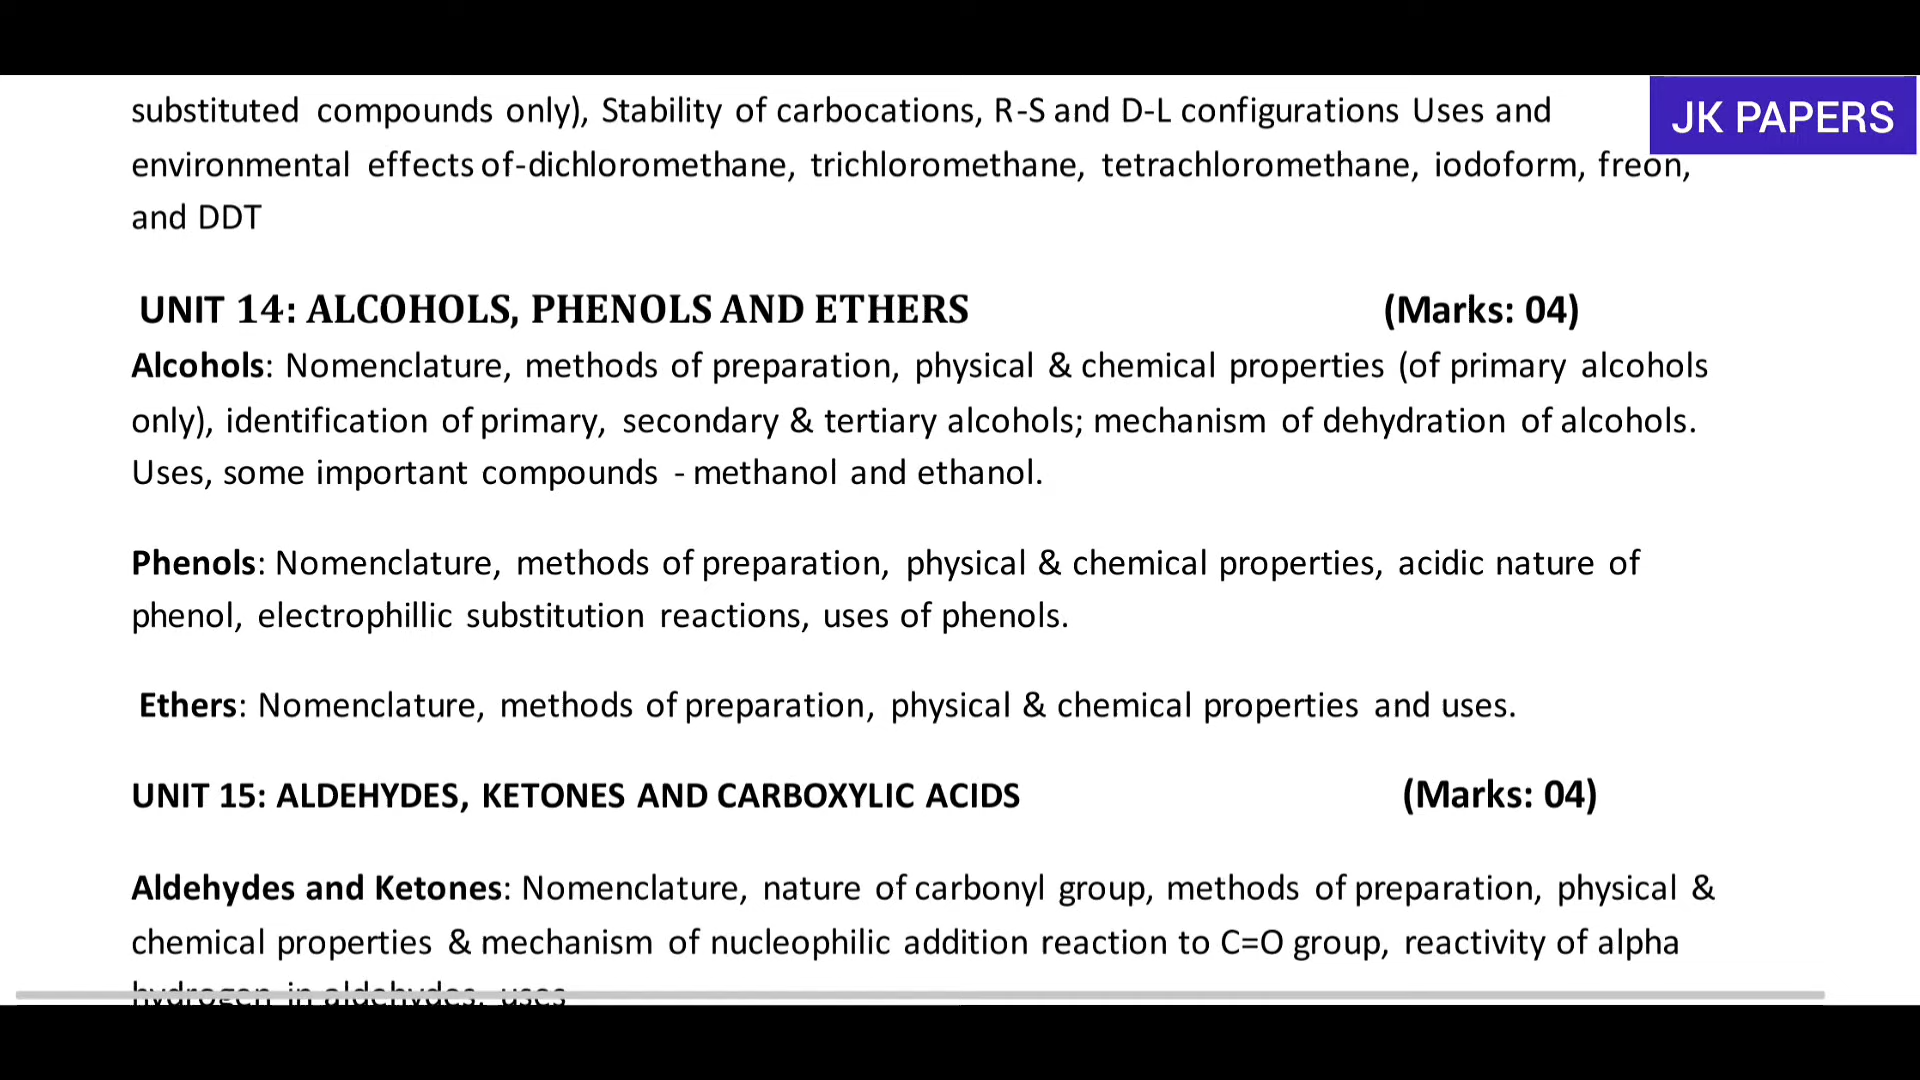 substituted compounds only), Stability of carbocations, R-S and D-L configurations Uses and
JK PAPERS
environmental effects of-dichloromethane, trichloromethane, tetrachloromethane, iodoform, freon,
and DDT
UNIT 14: ALCOHOLS, PHENOLS AND ETHERS (Marks: 04)
Alcohols: Nomenclature, methods of preparation, physical & chemical properties (of primary alcohols
only), identification of primary, secondary & tertiary alcohols; mechanism of dehydration of alcohols.
Uses, some important compounds - methanol and ethanol.
Phenols: Nomenclature, methods of preparation, physical & chemical properties, acidic nature of
phenol, electrophillic substitution reactions, uses of phenols.
Ethers: Nomenclature, methods of preparation, physical & chemical properties and uses.
UNIT 15: ALDEHYDES, KETONES AND CARBOXYLIC ACIDS (Marks: 04)
Aldehydes and Ketones: Nomenclature, nature of carbonyl group, methods of preparation, physical &
chemical properties & mechanism of nucleophilic addition reaction to C=O group, reactivity of alpha
hydrogen in aldehydes, uses